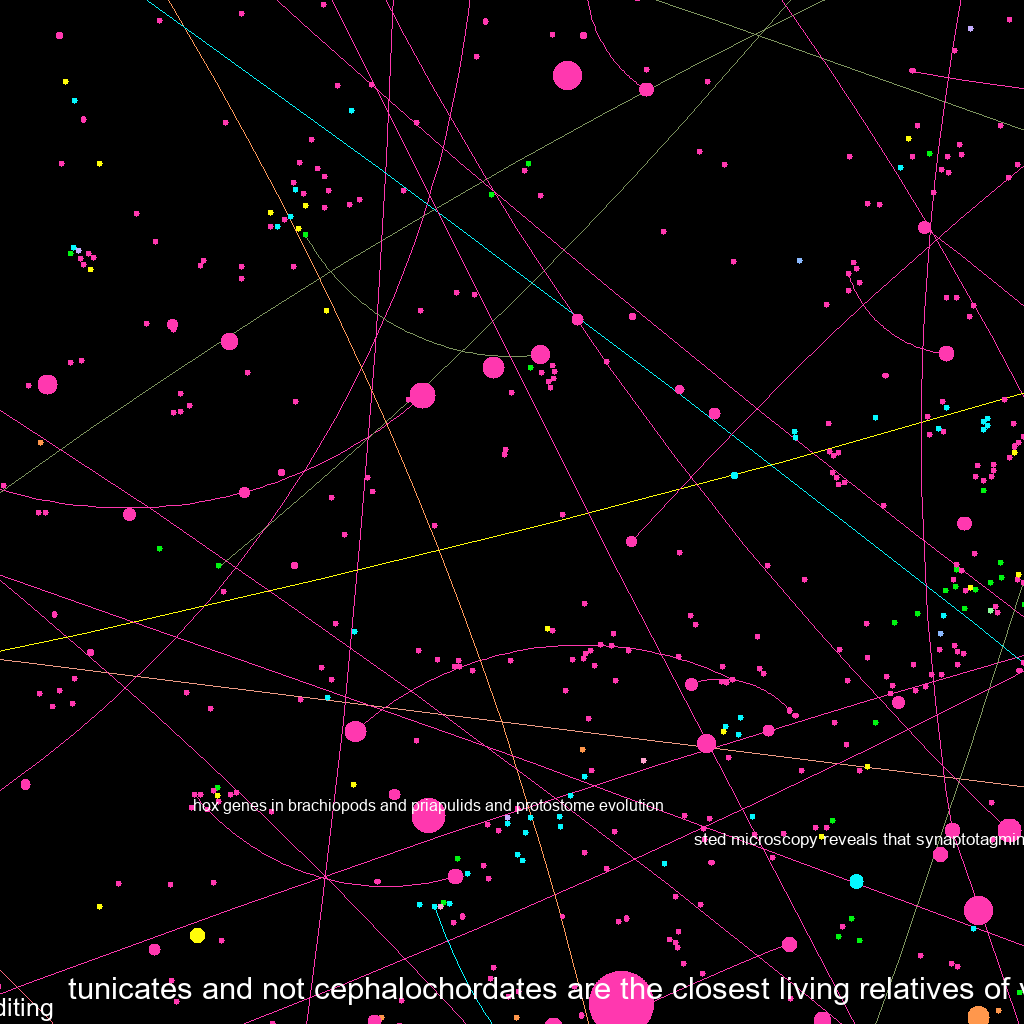 hox genes in brachiopods and priapulids and protostome evolution
sted microscopy reveals that synaptotagmin
tunicates and not cephalochordates are the closest living relatives of v
diting